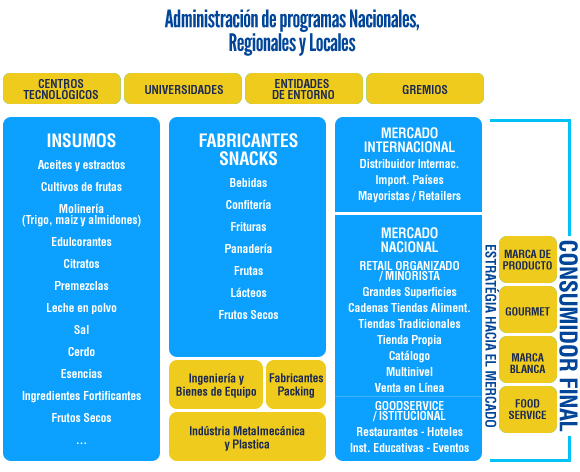 Administración de programas Nacionales,
Regionales y Locales
CENTROS
TECNOLÓGICOS
UNIVERSIDADES
ENTIDADES
DE ENTORNO
GREMIOS
INSUMOS
Aceites y estractos
Cultivos de frutas
Molinería
(Trigo, maiz y almidones)
Edulcorantes
Citratos
Premezclas
Leche en polvo
Sal
Cerdo
Esencias
Ingredientes Fortificantes
Frutos Secos
...
FABRICANTES
SNACKS
Bebidas
Confitería
Frituras
Panadería
Frutas
Lácteos
Frutos Secos
Ingeniería y
Bienes de Equipo
Fabricantes
Packing
Indústria Metalmecánica
y Plastica
MERCADO
INTERNACIONAL
Distribuidor Internac.
Import. Países
Mayoristas / Retailers
MERCADO
NACIONAL
RETAIL ORGANIZADO
/ MINORISTA
Grandes Superficies
Cadenas Tiendas Aliment.
Tiendas Tradicionales
Tienda Propia
Catálogo
Multinivel
Venta en Línea
GOODSERVICE
/ ISTITUCIONAL
Restaurantes - Hoteles
Inst. Educativas - Eventos
ESTRATÉGIA HACIA EL MERCADO
MARCA DE
PRODUCTO
GOURMET
MARCA
BLANCA
FOOD
SERVICE
CONSUMIDOR FINAL